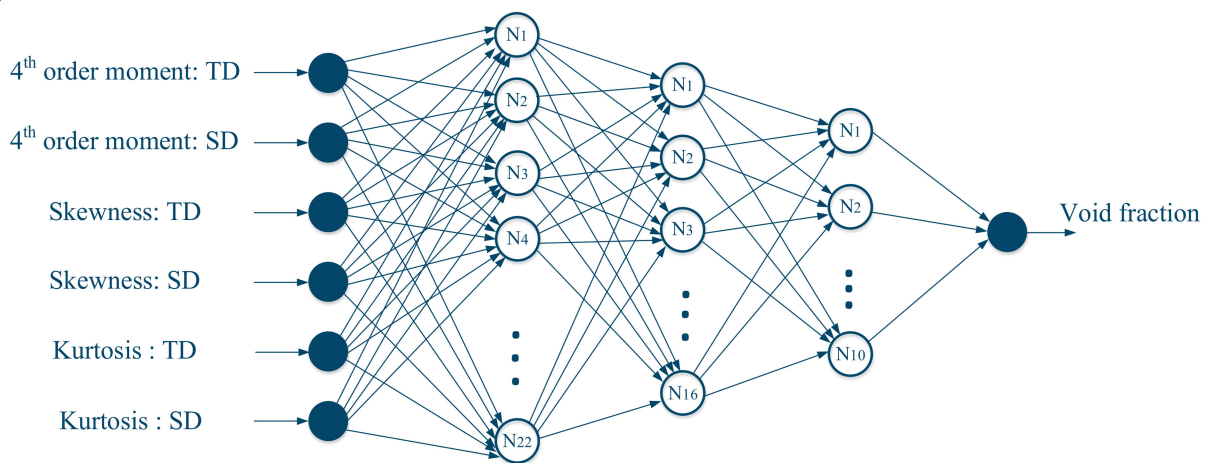 4th order moment: TD
4th order moment: SD
Skewness: TD
Skewness: SD
Kurtosis : TD
Kurtosis : SD
N1
N2
N3
N4
N22
N1
N2
N3
N16
N1
N2
N10
Void fraction